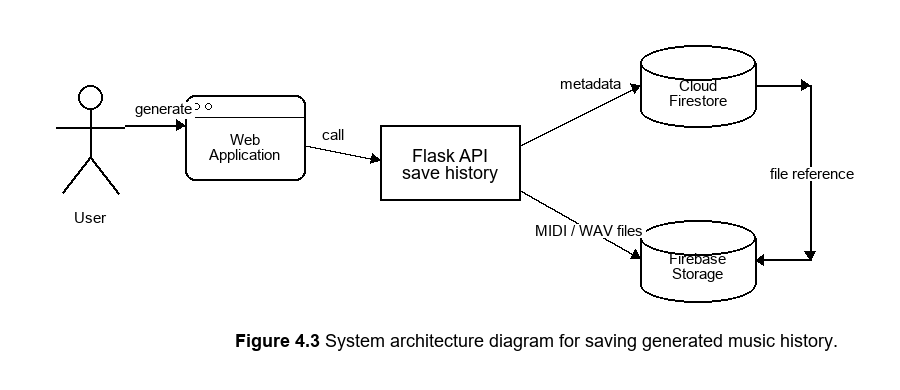 generate
Web
Application
User
call
Flask API
save history
metadata
Cloud
Firestore
file reference
MIDI / WAV files
Firebase
Storage
Figure 4.3 System architecture diagram for saving generated music history.